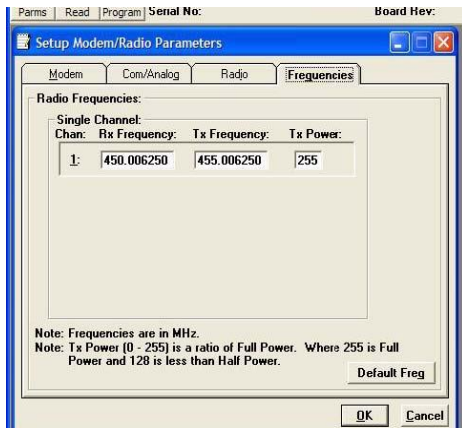 Parms Read Program Serial No: Board Rev:
Setup Modem/Radio Parameters
Modem Com/Analog Radio Frequencies
Radio Frequencies:
Single Channel:
Chan: Rx Frequency: Tx Frequency: Tx Power:
1: 450.006250 455.006250 255
Note: Frequencies are in MHz.
Note: Tx Power (0 - 255) is a ratio of Full Power. Where 255 is Full
Power and 128 is less than Half Power.
Default Freq
OK Cancel